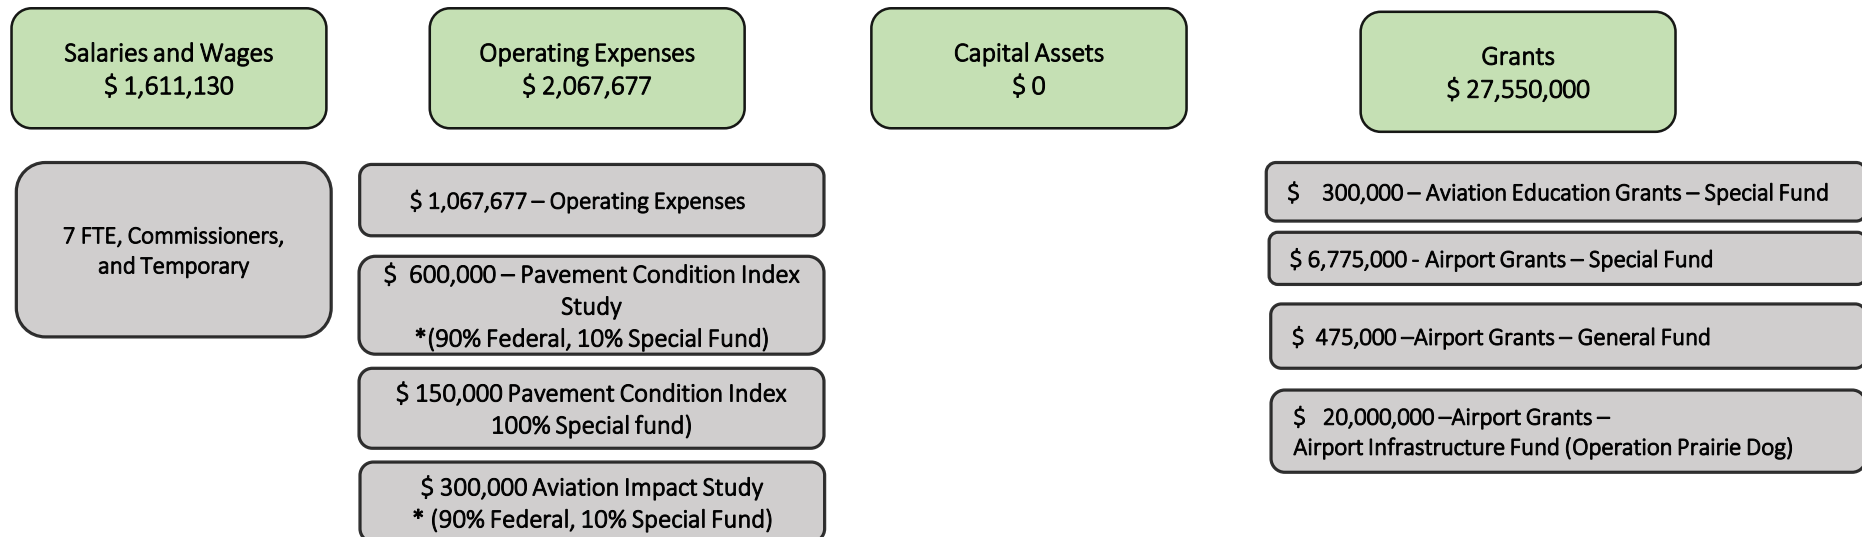 Salaries and Wages
$ 1,611,130
Operating Expenses
$ 2,067,677
Capital Assets
$ 0
Grants
$ 27,550,000
7 FTE, Commissioners,
and Temporary
$ 1,067,677 – Operating Expenses
$ 600,000 – Pavement Condition Index
Study
*(90% Federal, 10% Special Fund)
$ 150,000 Pavement Condition Index
100% Special fund)
$ 300,000 Aviation Impact Study
* (90% Federal, 10% Special Fund)
$ 300,000 – Aviation Education Grants – Special Fund
$ 6,775,000 - Airport Grants – Special Fund
$ 475,000 –Airport Grants – General Fund
$ 20,000,000 –Airport Grants –
Airport Infrastructure Fund (Operation Prairie Dog)